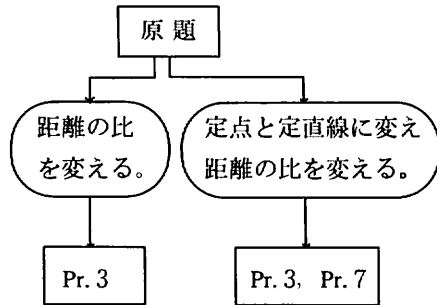 原題
距離の比
を変える。
定点と定直線に変え
距離の比を変える。
Pr.3
Pr.3, Pr.7